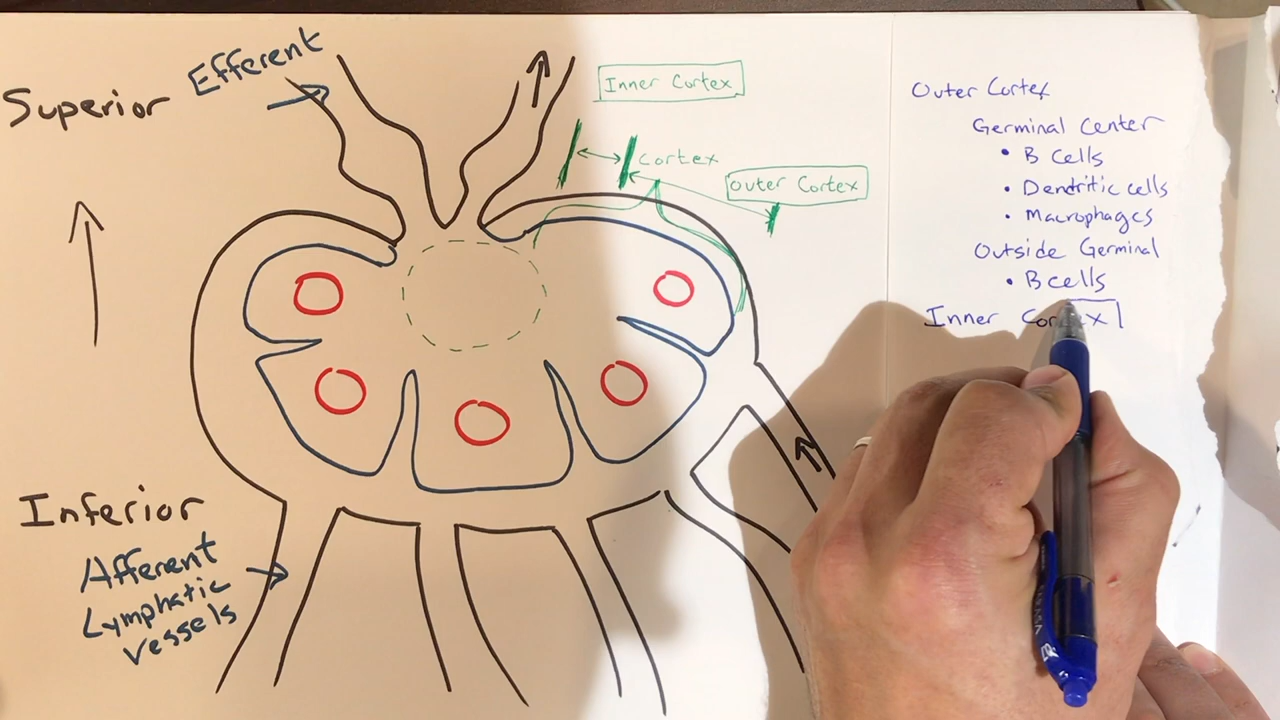 Superior
Efferent
Inner Cortex
Cortex
Outer Cortex
Inferior
Afferent
Lymphatic
Vessels
Outer Cortex
Germinal Center
• B Cells
• Dendritic cells
• Macrophages
Outside Germinal
• B cells
Inner Cortex